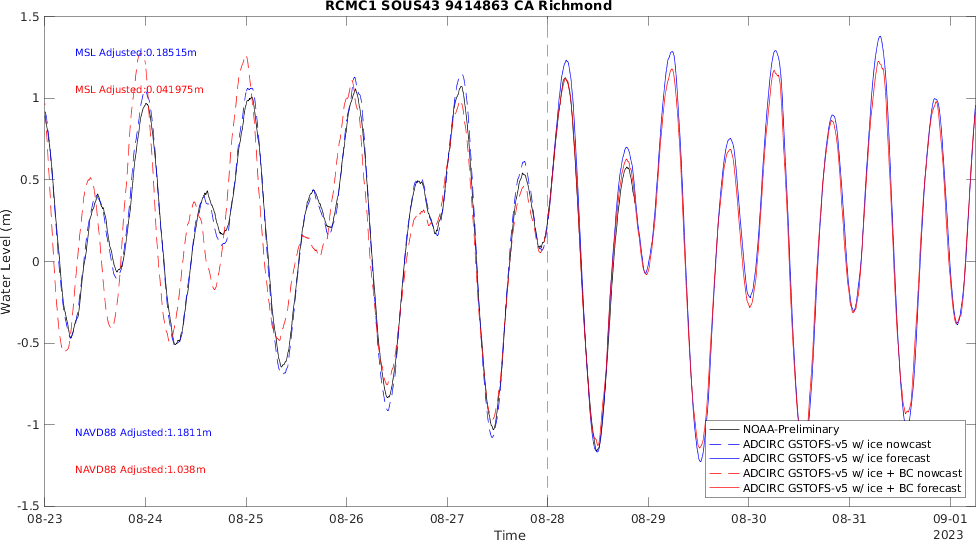 RCMC1 SOUS43 9414863 CA Richmond
1.5
1
0.5
0
-0.5
-1
-1.5
Water Level (m)
MSL Adjusted:0.18515m
MSL Adjusted:0.041975m
NAVD88 Adjusted:1.1811m
NAVD88 Adjusted:1.038m
NOAA-Preliminary
ADCIRC GSTOFS-v5 w/ ice nowcast
ADCIRC GSTOFS-v5 w/ ice forecast
ADCIRC GSTOFS-v5 w/ ice + BC nowcast
ADCIRC GSTOFS-v5 w/ ice + BC forecast
08-23 08-24 08-25 08-26 08-27 08-28 08-29 08-30 08-31 09-01
2023
Time